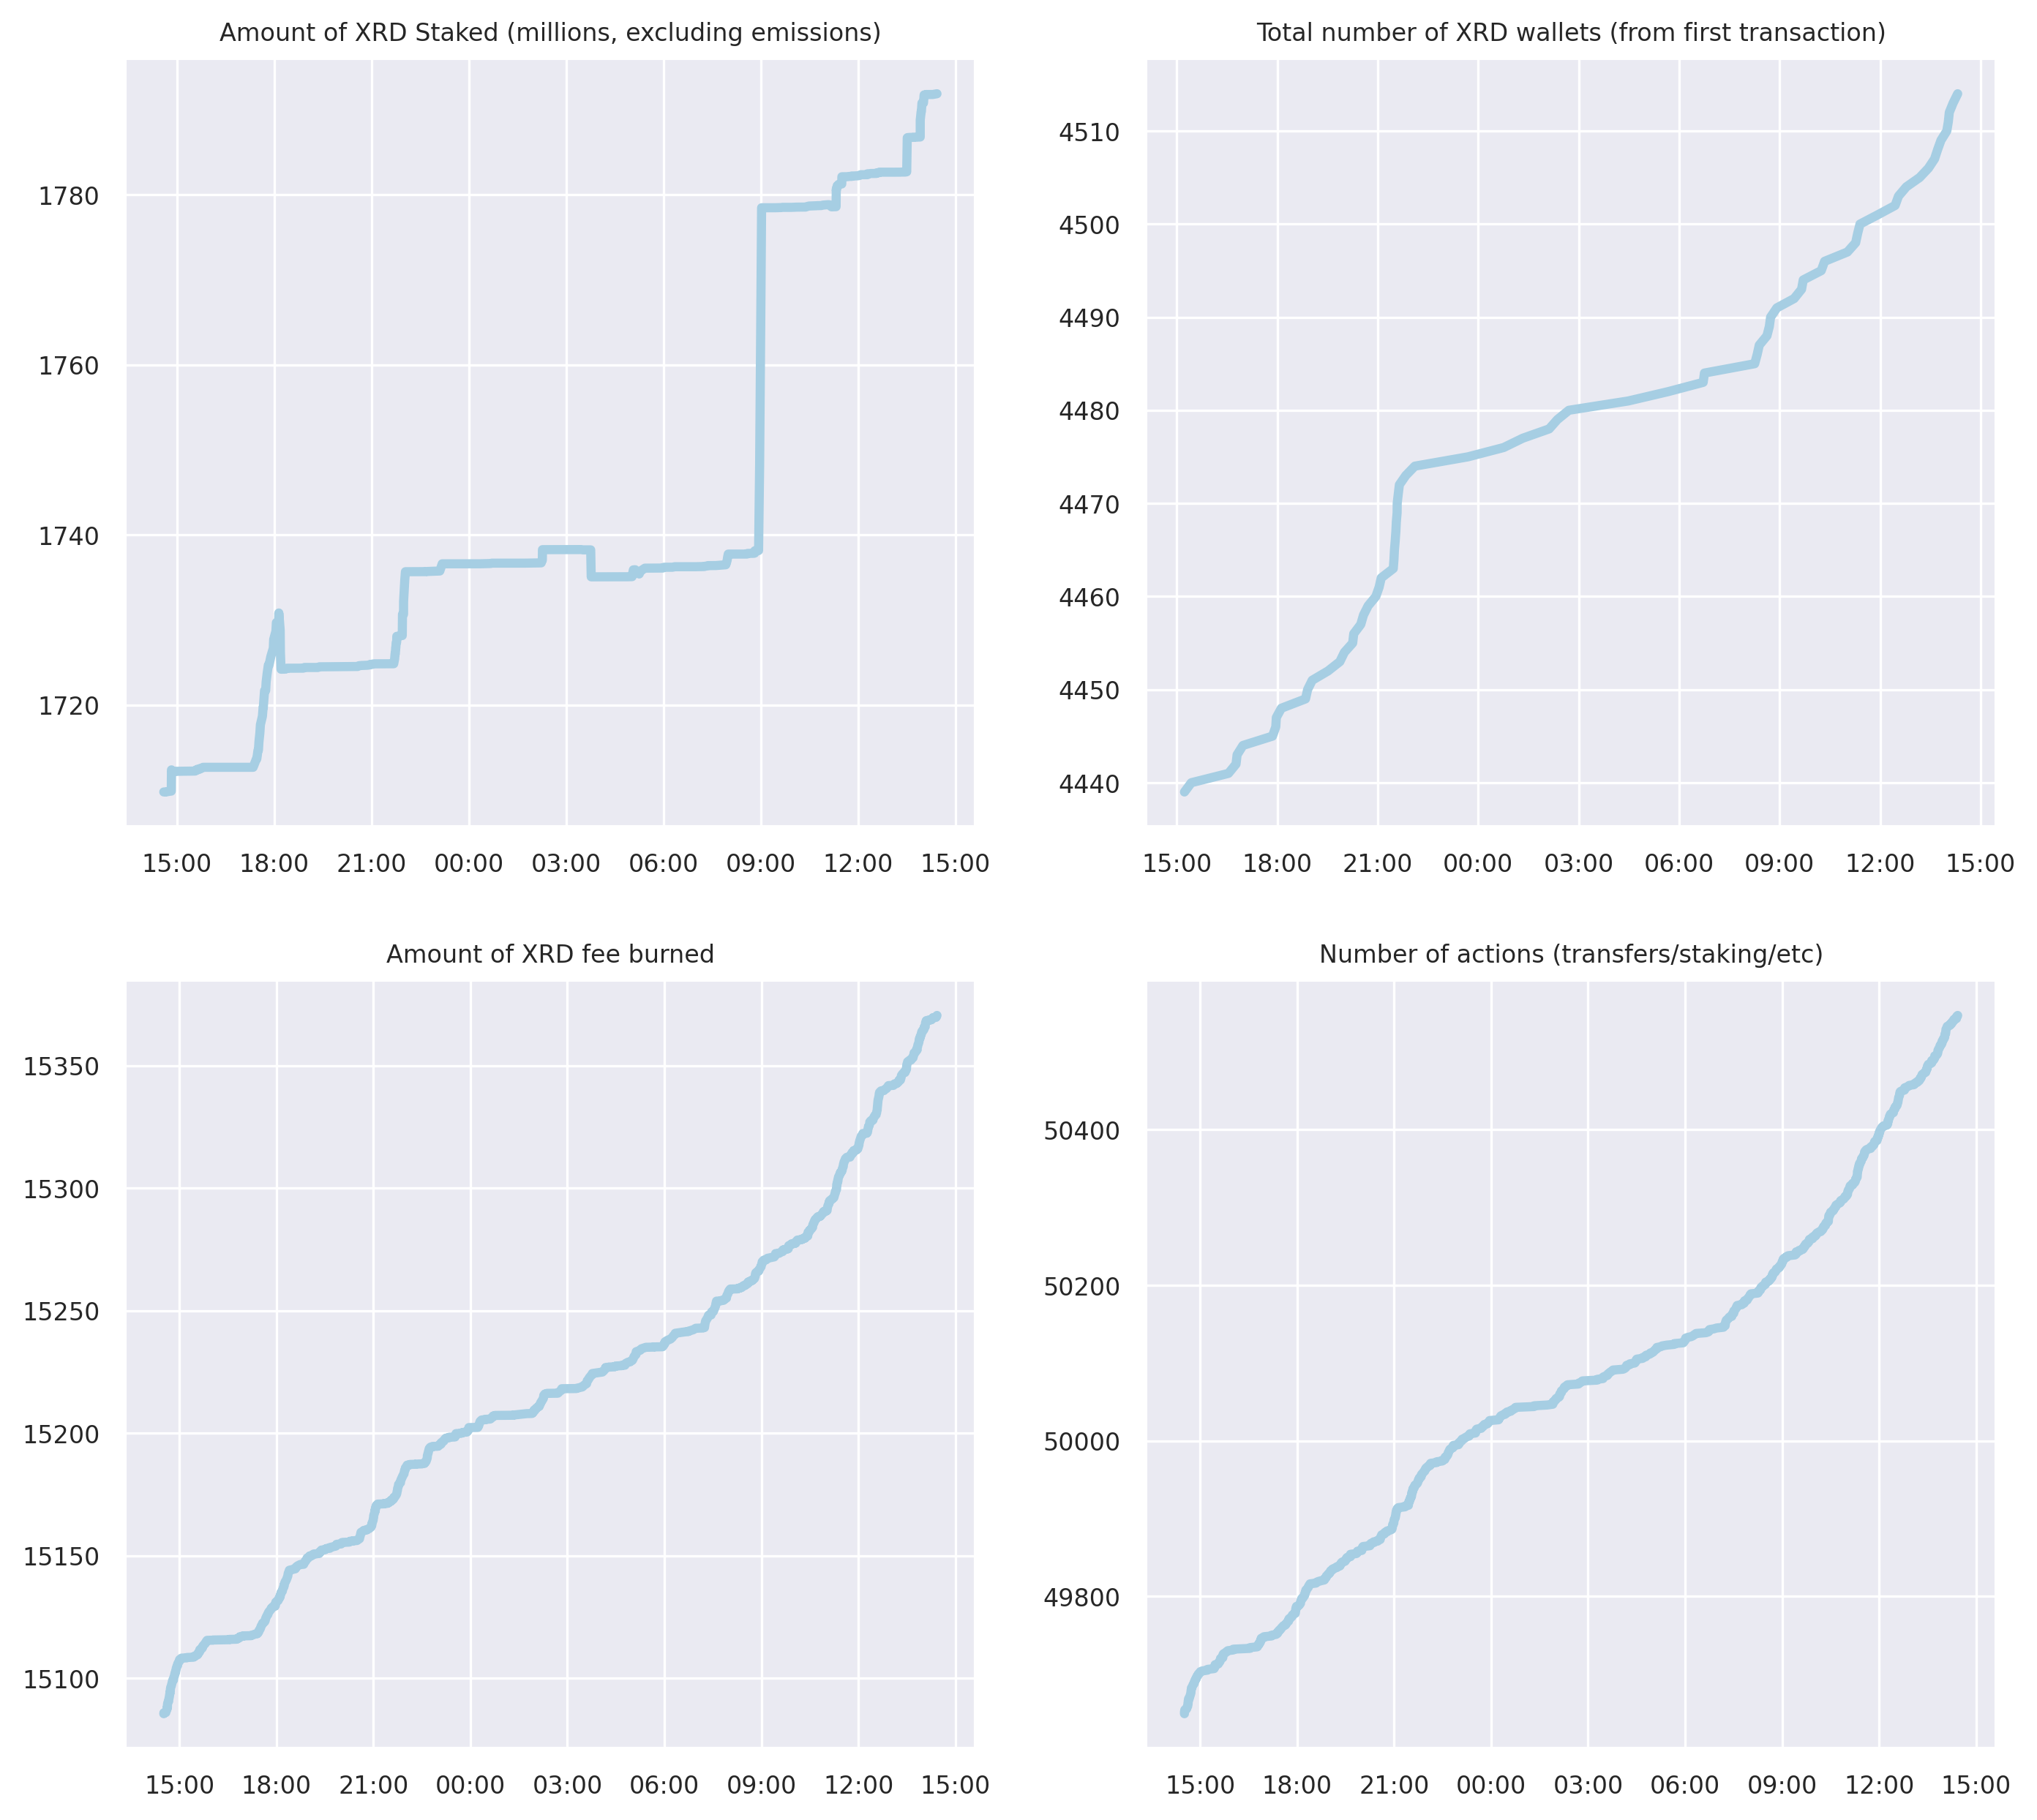 Amount of XRD Staked (millions, excluding emissions)
1780
1760
1740
1720
15:00 18:00 21:00 00:00 03:00 06:00 09:00 12:00 15:00
Total number of XRD wallets (from first transaction)
4510
4500
4490
4480
4470
4460
4450
4440
15:00 18:00 21:00 00:00 03:00 06:00 09:00 12:00 15:00
Amount of XRD fee burned
15350
15300
15250
15200
15150
15100
15:00 18:00 21:00 00:00 03:00 06:00 09:00 12:00 15:00
Number of actions (transfers/staking/etc)
50400
50200
50000
49800
15:00 18:00 21:00 00:00 03:00 06:00 09:00 12:00 15:00